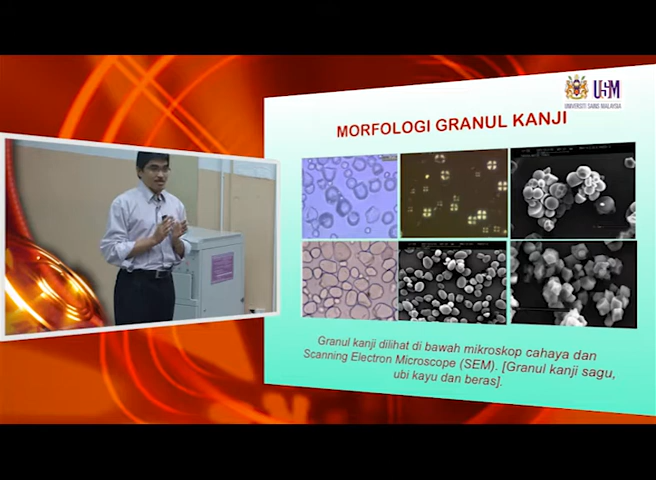 USM
UNIVERSITI SAINS MALAYSIA
MORFOLOGI GRANUL KANJI
Granul kanji dilihat di bawah mikroskop cahaya dan
Scanning Electron Microscope (SEM). [Granul kanji sagu,
ubi kayu dan beras].